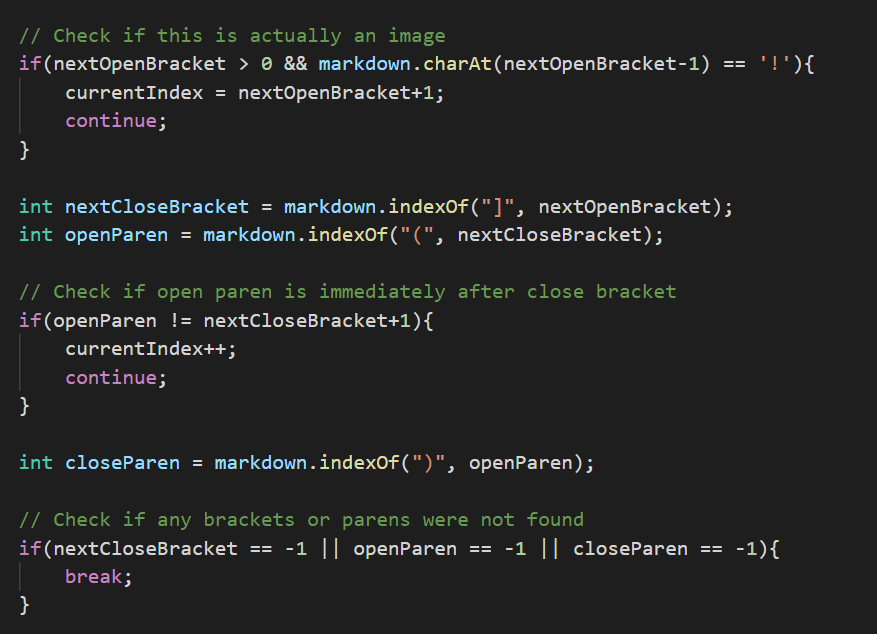 // Check if this is actually an image
if(nextOpenBracket > 0 && markdown.charAt(nextOpenBracket-1) == '!'){
    currentIndex = nextOpenBracket+1;
    continue;
}

int nextCloseBracket = markdown.indexOf("]", nextOpenBracket);
int openParen = markdown.indexOf("(", nextCloseBracket);

// Check if open paren is immediately after close bracket
if(openParen != nextCloseBracket+1){
    currentIndex++;
    continue;
}

int closeParen = markdown.indexOf(")", openParen);

// Check if any brackets or parens were not found
if(nextCloseBracket == -1 || openParen == -1 || closeParen == -1){
    break;
}